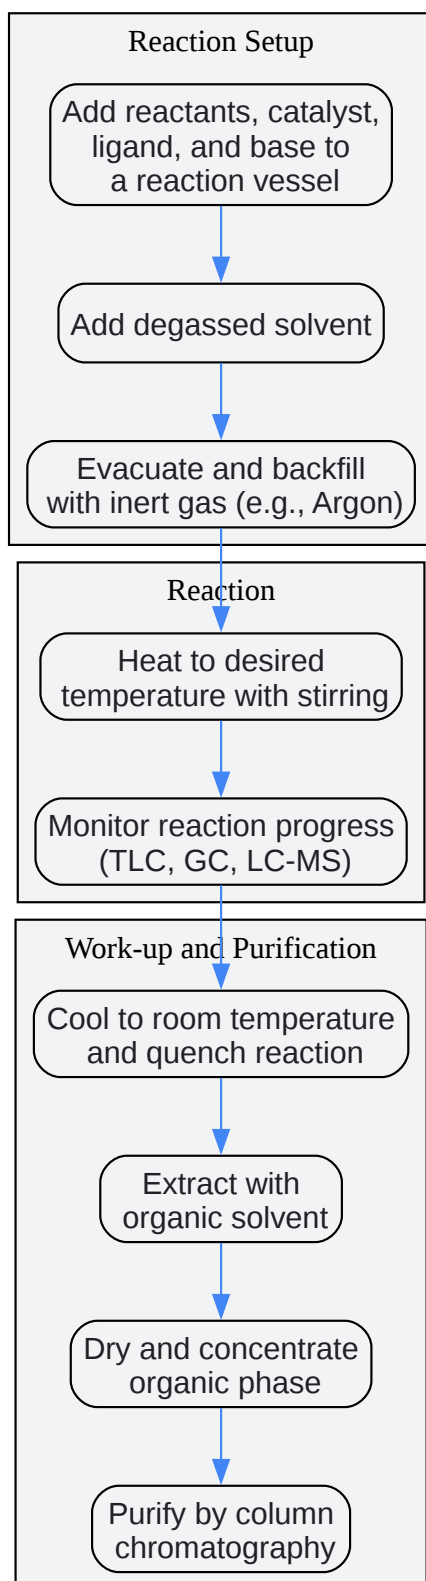 Reaction Setup
Add reactants, catalyst,
ligand, and base to
a reaction vessel
Add degassed solvent
Evacuate and backfill
with inert gas (e.g., Argon)
Reaction
Heat to desired
temperature with stirring
Monitor reaction progress
(TLC, GC, LC-MS)
Work-up and Purification
Cool to room temperature
and quench reaction
Extract with
organic solvent
Dry and concentrate
organic phase
Purify by column
chromatography